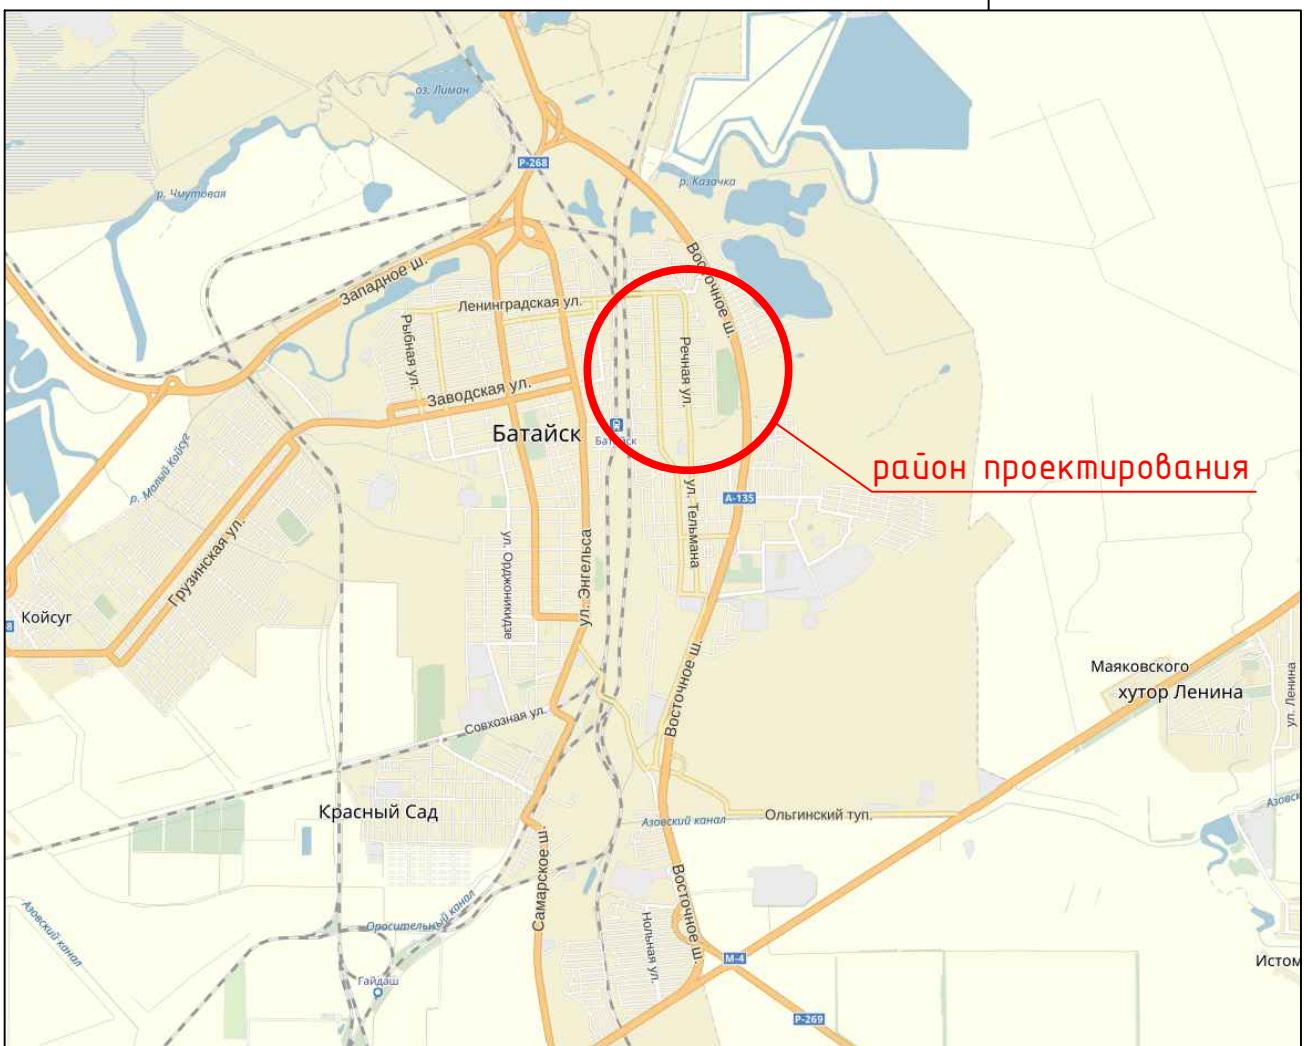 оз. Лиман
Р-268
р. Казачка
р. Чмутовая
Восточное ш.
Западное ш.
Ленинградская ул.
Рыбная ул.
Речная ул.
Заводская ул.
Батайск
Батайск
р. Малый Койсуг
район проектирования
А-135
ул. Тельмана
Грузинская ул.
ул. Орджоникидзе
ул. Энгельса
Койсуг
8
Восточное ш.
Маяковского
хутор Ленина
ул. Ленина
Совхозная ул.
Красный Сад
Азовский канал
Ольгинский туп.
Азовск
Самарское ш.
Восточное ш.
Азовский канал
Оросительный канал
Нольная ул.
М-4
Истом
Гайдаш
Р-269